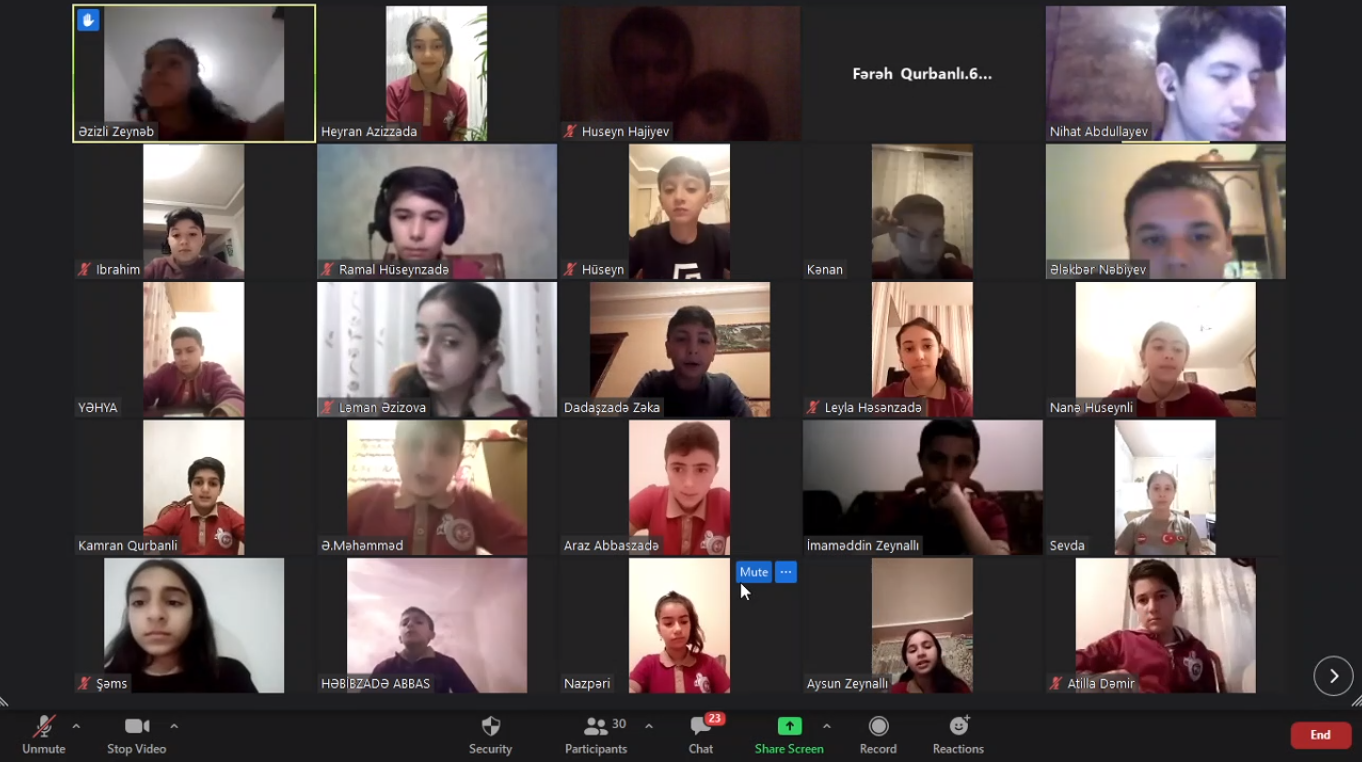 Əzizli Zeynəb
Heyran Azizzada
Huseyn Hajiyev
Fərəh Qurbanlı.6...
Nihat Abdullayev
Ibrahim
Ramal Hüseynzadə
Hüseyn
Kənan
Ələkbər Nəbiyev
YƏHYA
Ləman Əzizova
Dadaşzadə Zəka
Leyla Həsənzadə
Nanə Huseynli
Kamran Qurbanli
Ə.Məhəmməd
Araz Abbaszadə
İmaməddin Zeynallı
Sevda
Mute ...
Şəms
HƏBİBZADƏ ABBAS
Nazpəri
Aysun Zeynallı
Atilla Dəmir
30
23
Unmute
Stop Video
Security
Participants
Chat
Share Screen
Record
Reactions
End